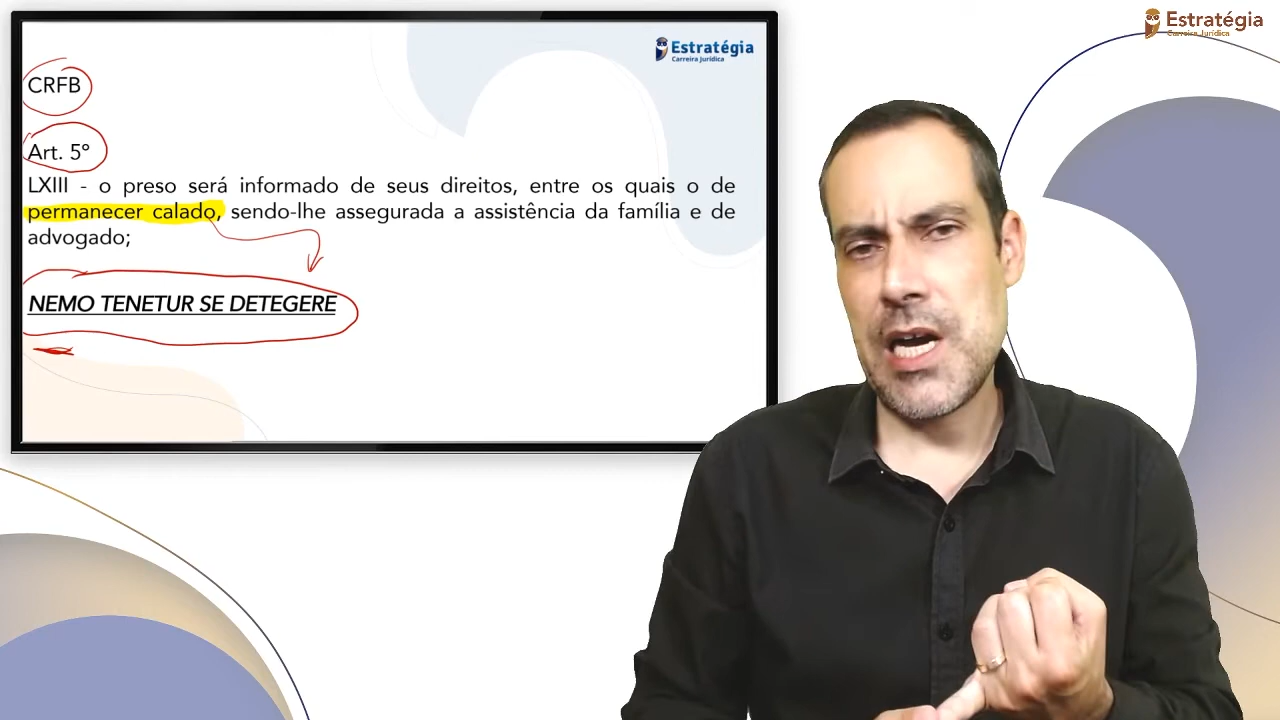 Estratégia
Carreira Jurídica
Estratégia
Carreira Jurídica
CRFB
Art. 5º
LXIII - o preso será informado de seus direitos, entre os quais o de
permanecer calado, sendo-lhe assegurada a assistência da família e de
advogado;
NEMO TENETUR SE DETEGERE